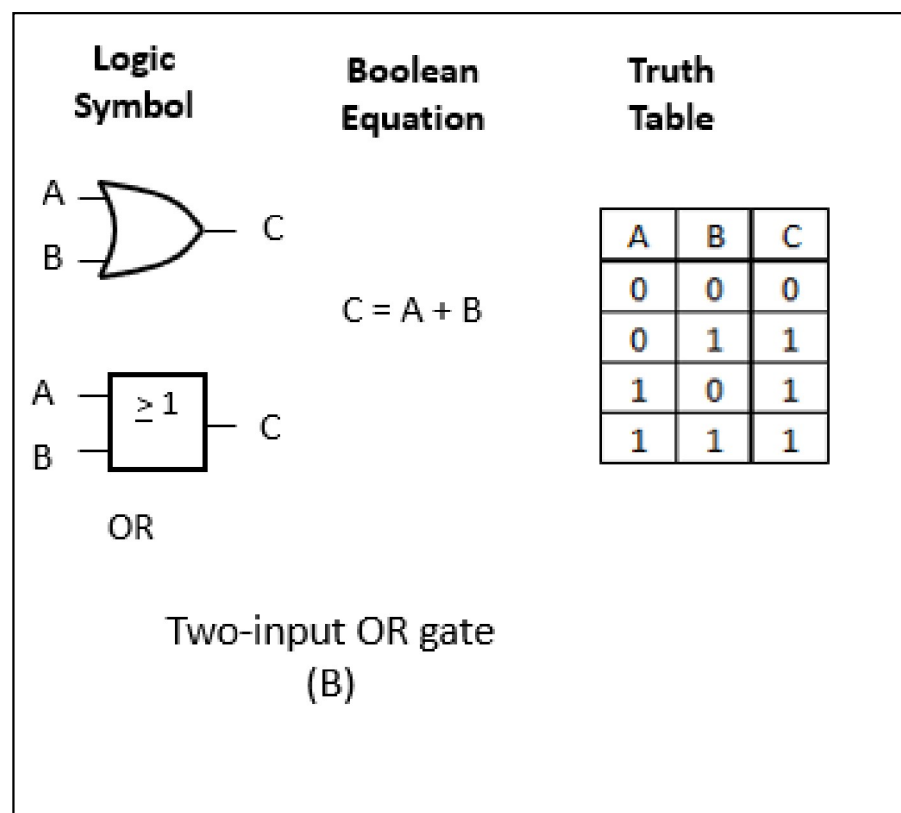 Logic
Symbol
Boolean
Equation
Truth
Table
A
B
C
C = A + B
A
B
≥ 1
C
OR
A B C
0 0 0
0 1 1
1 0 1
1 1 1
Two-input OR gate
(B)